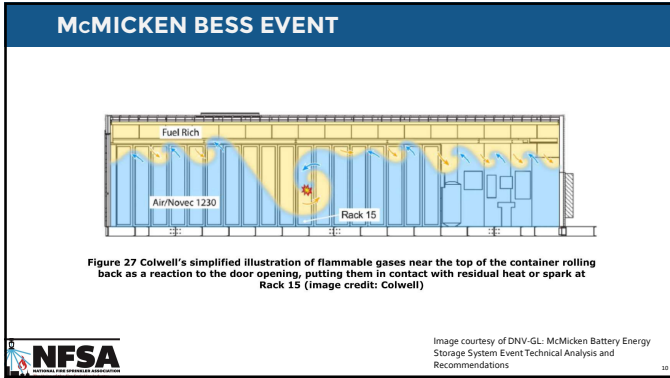 McMICKEN BESS EVENT
Fuel Rich
Air/Novec 1230
Rack 15
Figure 27 Colwell's simplified illustration of flammable gases near the top of the container rolling
back as a reaction to the door opening, putting them in contact with residual heat or spark at
Rack 15 (image credit: Colwell)
NFSA
NATIONAL FIRE SPRINKLER ASSOCIATION
Image courtesy of DNV-GL: McMicken Battery Energy
Storage System Event Technical Analysis and
Recommendations